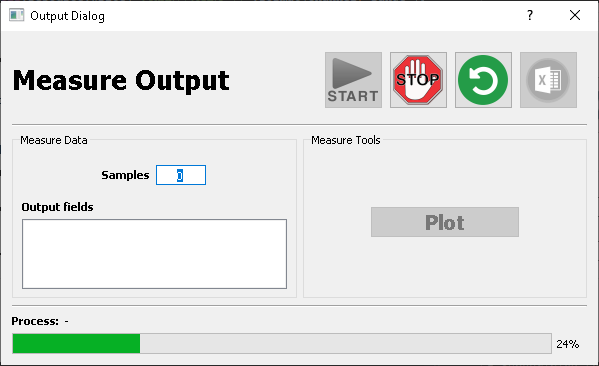 Output Dialog
Measure Output
START
STOP
X
Measure Data
Measure Tools
Samples 0
Output fields
Plot
Process: -
24%